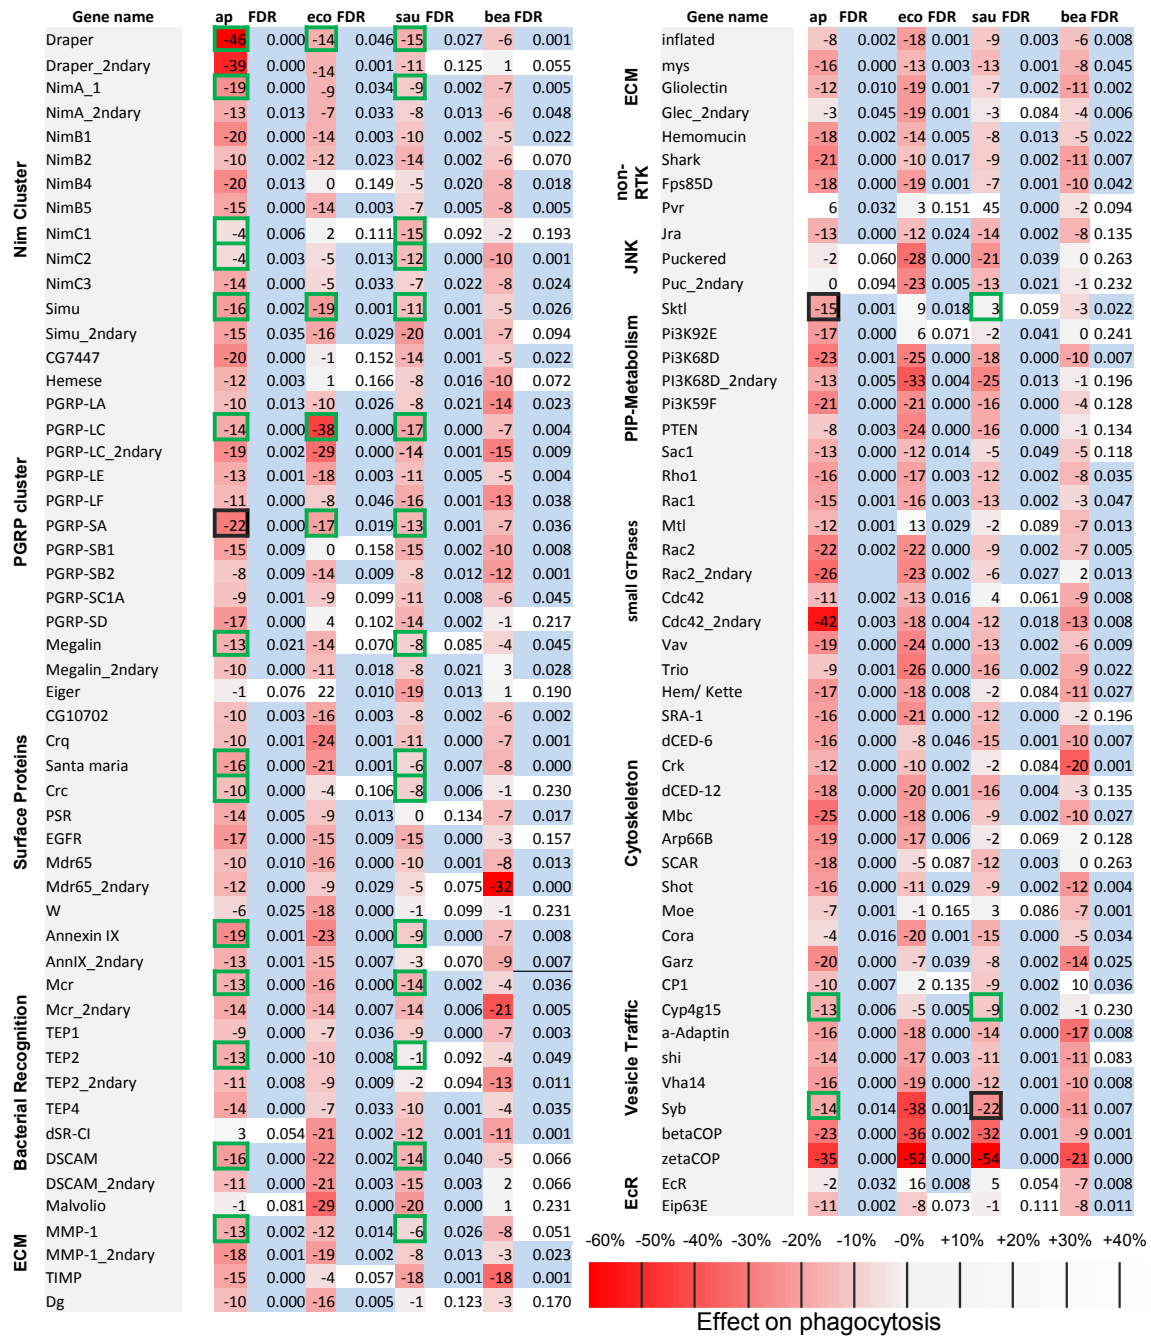 Gene name ap FDR eco FDR sau FDR bea FDR
Nim Cluster
Draper -46 0.000 -14 0.046 -15 0.027 -6 0.001
Draper_2ndary -39 0.000 -14 0.001 -11 0.125 1 0.055
NimA_1 -19 0.000 -9 0.034 -9 0.002 -7 0.005
NimA_2ndary -13 0.013 -7 0.033 -8 0.013 -6 0.048
NimB1 -20 0.000 -14 0.003 -10 0.002 -5 0.022
NimB2 -10 0.002 -12 0.023 -14 0.002 -6 0.070
NimB4 -20 0.013 0 0.149 -5 0.020 -8 0.018
NimB5 -15 0.000 -14 0.003 -7 0.005 -8 0.005
NimC1 -4 0.006 2 0.111 -15 0.092 -2 0.193
NimC2 -4 0.003 -5 0.013 -12 0.000 -10 0.001
NimC3 -14 0.000 -5 0.033 -7 0.022 -8 0.024
Simu -16 0.002 -19 0.001 -11 0.001 -5 0.026
Simu_2ndary -15 0.035 -16 0.029 -20 0.001 -7 0.094
CG7447 -20 0.000 -1 0.152 -14 0.001 -5 0.022
Hemese -12 0.003 1 0.166 -8 0.016 -10 0.072
PGRP cluster
PGRP-LA -10 0.013 -10 0.026 -8 0.021 -14 0.023
PGRP-LC -14 0.000 -38 0.000 -17 0.000 -7 0.004
PGRP-LC_2ndary -19 0.002 -29 0.000 -14 0.001 -15 0.009
PGRP-LE -13 0.001 -18 0.003 -11 0.005 -5 0.004
PGRP-LF -11 0.000 -8 0.046 -16 0.001 -13 0.038
PGRP-SA -22 0.000 -17 0.019 -13 0.001 -7 0.036
PGRP-SB1 -15 0.009 0 0.158 -15 0.002 -10 0.008
PGRP-SB2 -8 0.009 -14 0.009 -8 0.012 -12 0.001
PGRP-SC1A -9 0.001 -9 0.099 -11 0.008 -6 0.045
PGRP-SD -17 0.000 4 0.102 -14 0.002 -1 0.217
Surface Proteins
Megalin -13 0.021 -14 0.070 -8 0.085 -4 0.045
Megalin_2ndary -10 0.000 -11 0.018 -8 0.021 3 0.028
Eiger -1 0.076 22 0.010 -19 0.013 1 0.190
CG10702 -10 0.003 -16 0.003 -8 0.002 -6 0.002
Crq -10 0.001 -24 0.001 -11 0.000 -7 0.001
Santa maria -16 0.000 -21 0.001 -6 0.007 -8 0.000
Crc -10 0.000 -4 0.106 -8 0.006 -1 0.230
PSR -14 0.005 -9 0.013 0 0.134 -7 0.017
EGFR -17 0.000 -15 0.009 -15 0.000 -3 0.157
Mdr65 -10 0.010 -16 0.000 -10 0.001 -8 0.013
Mdr65_2ndary -12 0.000 -9 0.029 -5 0.075 -32 0.000
W -6 0.025 -18 0.000 -1 0.099 -1 0.231
Annexin IX -19 0.001 -23 0.000 -9 0.000 -7 0.008
AnnIX_2ndary -13 0.001 -15 0.007 -3 0.070 -9 0.007
Bacterial Recognition
Mcr -13 0.000 -16 0.000 -14 0.002 -4 0.036
Mcr_2ndary -14 0.000 -14 0.007 -14 0.006 -21 0.005
TEP1 -9 0.000 -7 0.036 -9 0.000 -7 0.003
TEP2 -13 0.000 -10 0.008 -1 0.092 -4 0.049
TEP2_2ndary -11 0.008 -9 0.009 -2 0.094 -13 0.011
TEP4 -14 0.000 -7 0.033 -10 0.001 -4 0.035
dSR-CI 3 0.054 -21 0.002 -12 0.001 -11 0.001
DSCAM -16 0.000 -22 0.002 -14 0.040 -5 0.066
DSCAM_2ndary -11 0.000 -21 0.003 -15 0.003 2 0.066
Malvolio -1 0.081 -29 0.000 -20 0.000 1 0.231
ECM
MMP-1 -13 0.002 -12 0.014 -6 0.026 -8 0.051
MMP-1_2ndary -18 0.001 -19 0.002 -8 0.013 -3 0.023
TIMP -15 0.000 -4 0.057 -18 0.001 -18 0.001
Dg -10 0.000 -16 0.005 -1 0.123 -3 0.170
Gene name ap FDR eco FDR sau FDR bea FDR
ECM
inflated -8 0.002 -18 0.001 -9 0.003 -6 0.008
mys -16 0.000 -13 0.003 -13 0.001 -8 0.045
Gliolectin -12 0.010 -19 0.001 -7 0.002 -11 0.002
Glec_2ndary -3 0.045 -19 0.001 -3 0.084 -4 0.006
Hemomucin -18 0.002 -14 0.005 -8 0.013 -5 0.022
non-
RTK
Shark -21 0.000 -10 0.017 -9 0.002 -11 0.007
Fps85D -18 0.000 -19 0.001 -7 0.001 -10 0.042
Pvr 6 0.032 3 0.151 45 0.000 -2 0.094
JNK
Jra -13 0.000 -12 0.024 -14 0.002 -8 0.135
Puckered -2 0.060 -28 0.000 -21 0.039 0 0.263
Puc_2ndary 0 0.094 -23 0.005 -13 0.021 -1 0.232
PIP-Metabolism
Sktl -15 0.001 9 0.018 3 0.059 -3 0.022
Pi3K92E -17 0.000 6 0.071 -2 0.041 0 0.241
Pi3K68D -23 0.001 -25 0.000 -18 0.000 -10 0.007
PI3K68D_2ndary -13 0.005 -33 0.004 -25 0.013 -1 0.196
Pi3K59F -21 0.000 -21 0.000 -16 0.000 -4 0.128
PTEN -8 0.003 -24 0.000 -16 0.000 -1 0.134
Sac1 -13 0.000 -12 0.014 -5 0.049 -5 0.118
small GTPases
Rho1 -16 0.000 -17 0.003 -12 0.002 -8 0.035
Rac1 -15 0.001 -16 0.003 -13 0.002 -3 0.047
Mtl -12 0.001 13 0.029 -2 0.089 -7 0.013
Rac2 -22 0.002 -22 0.000 -9 0.002 -7 0.005
Rac2_2ndary -26 -23 0.002 -6 0.027 2 0.013
Cdc42 -11 0.002 -13 0.016 4 0.061 -9 0.008
Cdc42_2ndary -42 0.003 -18 0.004 -12 0.018 -13 0.008
Vav -19 0.000 -24 0.000 -13 0.002 -6 0.009
Trio -9 0.001 -26 0.000 -16 0.002 -9 0.022
Cytoskeleton
Hem/ Kette -17 0.000 -18 0.008 -2 0.084 -11 0.027
SRA-1 -16 0.000 -21 0.000 -12 0.000 -2 0.196
dCED-6 -16 0.000 -8 0.046 -15 0.001 -10 0.007
Crk -12 0.000 -10 0.002 -2 0.084 -20 0.001
dCED-12 -18 0.000 -20 0.001 -16 0.004 -3 0.135
Mbc -25 0.000 -18 0.006 -9 0.002 -10 0.027
Arp66B -19 0.000 -17 0.006 -2 0.069 2 0.128
SCAR -18 0.000 -5 0.087 -12 0.003 0 0.263
Shot -16 0.000 -11 0.029 -9 0.002 -12 0.004
Moe -7 0.001 -1 0.165 3 0.086 -7 0.001
Cora -4 0.016 -20 0.001 -15 0.000 -5 0.034
Vesicle Traffic
Garz -20 0.000 -7 0.039 -8 0.002 -14 0.025
CP1 -10 0.007 2 0.135 -9 0.002 10 0.036
Cyp4g15 -13 0.006 -5 0.005 -9 0.002 -1 0.230
a-Adaptin -16 0.000 -18 0.000 -14 0.000 -17 0.008
shi -14 0.000 -17 0.003 -11 0.001 -11 0.083
Vha14 -16 0.000 -19 0.000 -12 0.001 -10 0.008
Syb -14 0.014 -38 0.001 -22 0.000 -11 0.007
betaCOP -23 0.000 -36 0.002 -32 0.001 -9 0.001
zetaCOP -35 0.000 -52 0.000 -54 0.000 -21 0.000
EcR
EcR -2 0.032 16 0.008 5 0.054 -7 0.008
Eip63E -11 0.002 -8 0.073 -1 0.111 -8 0.011
-60% -50% -40% -30% -20% -10% -0% +10% +20% +30% +40%
Effect on phagocytosis